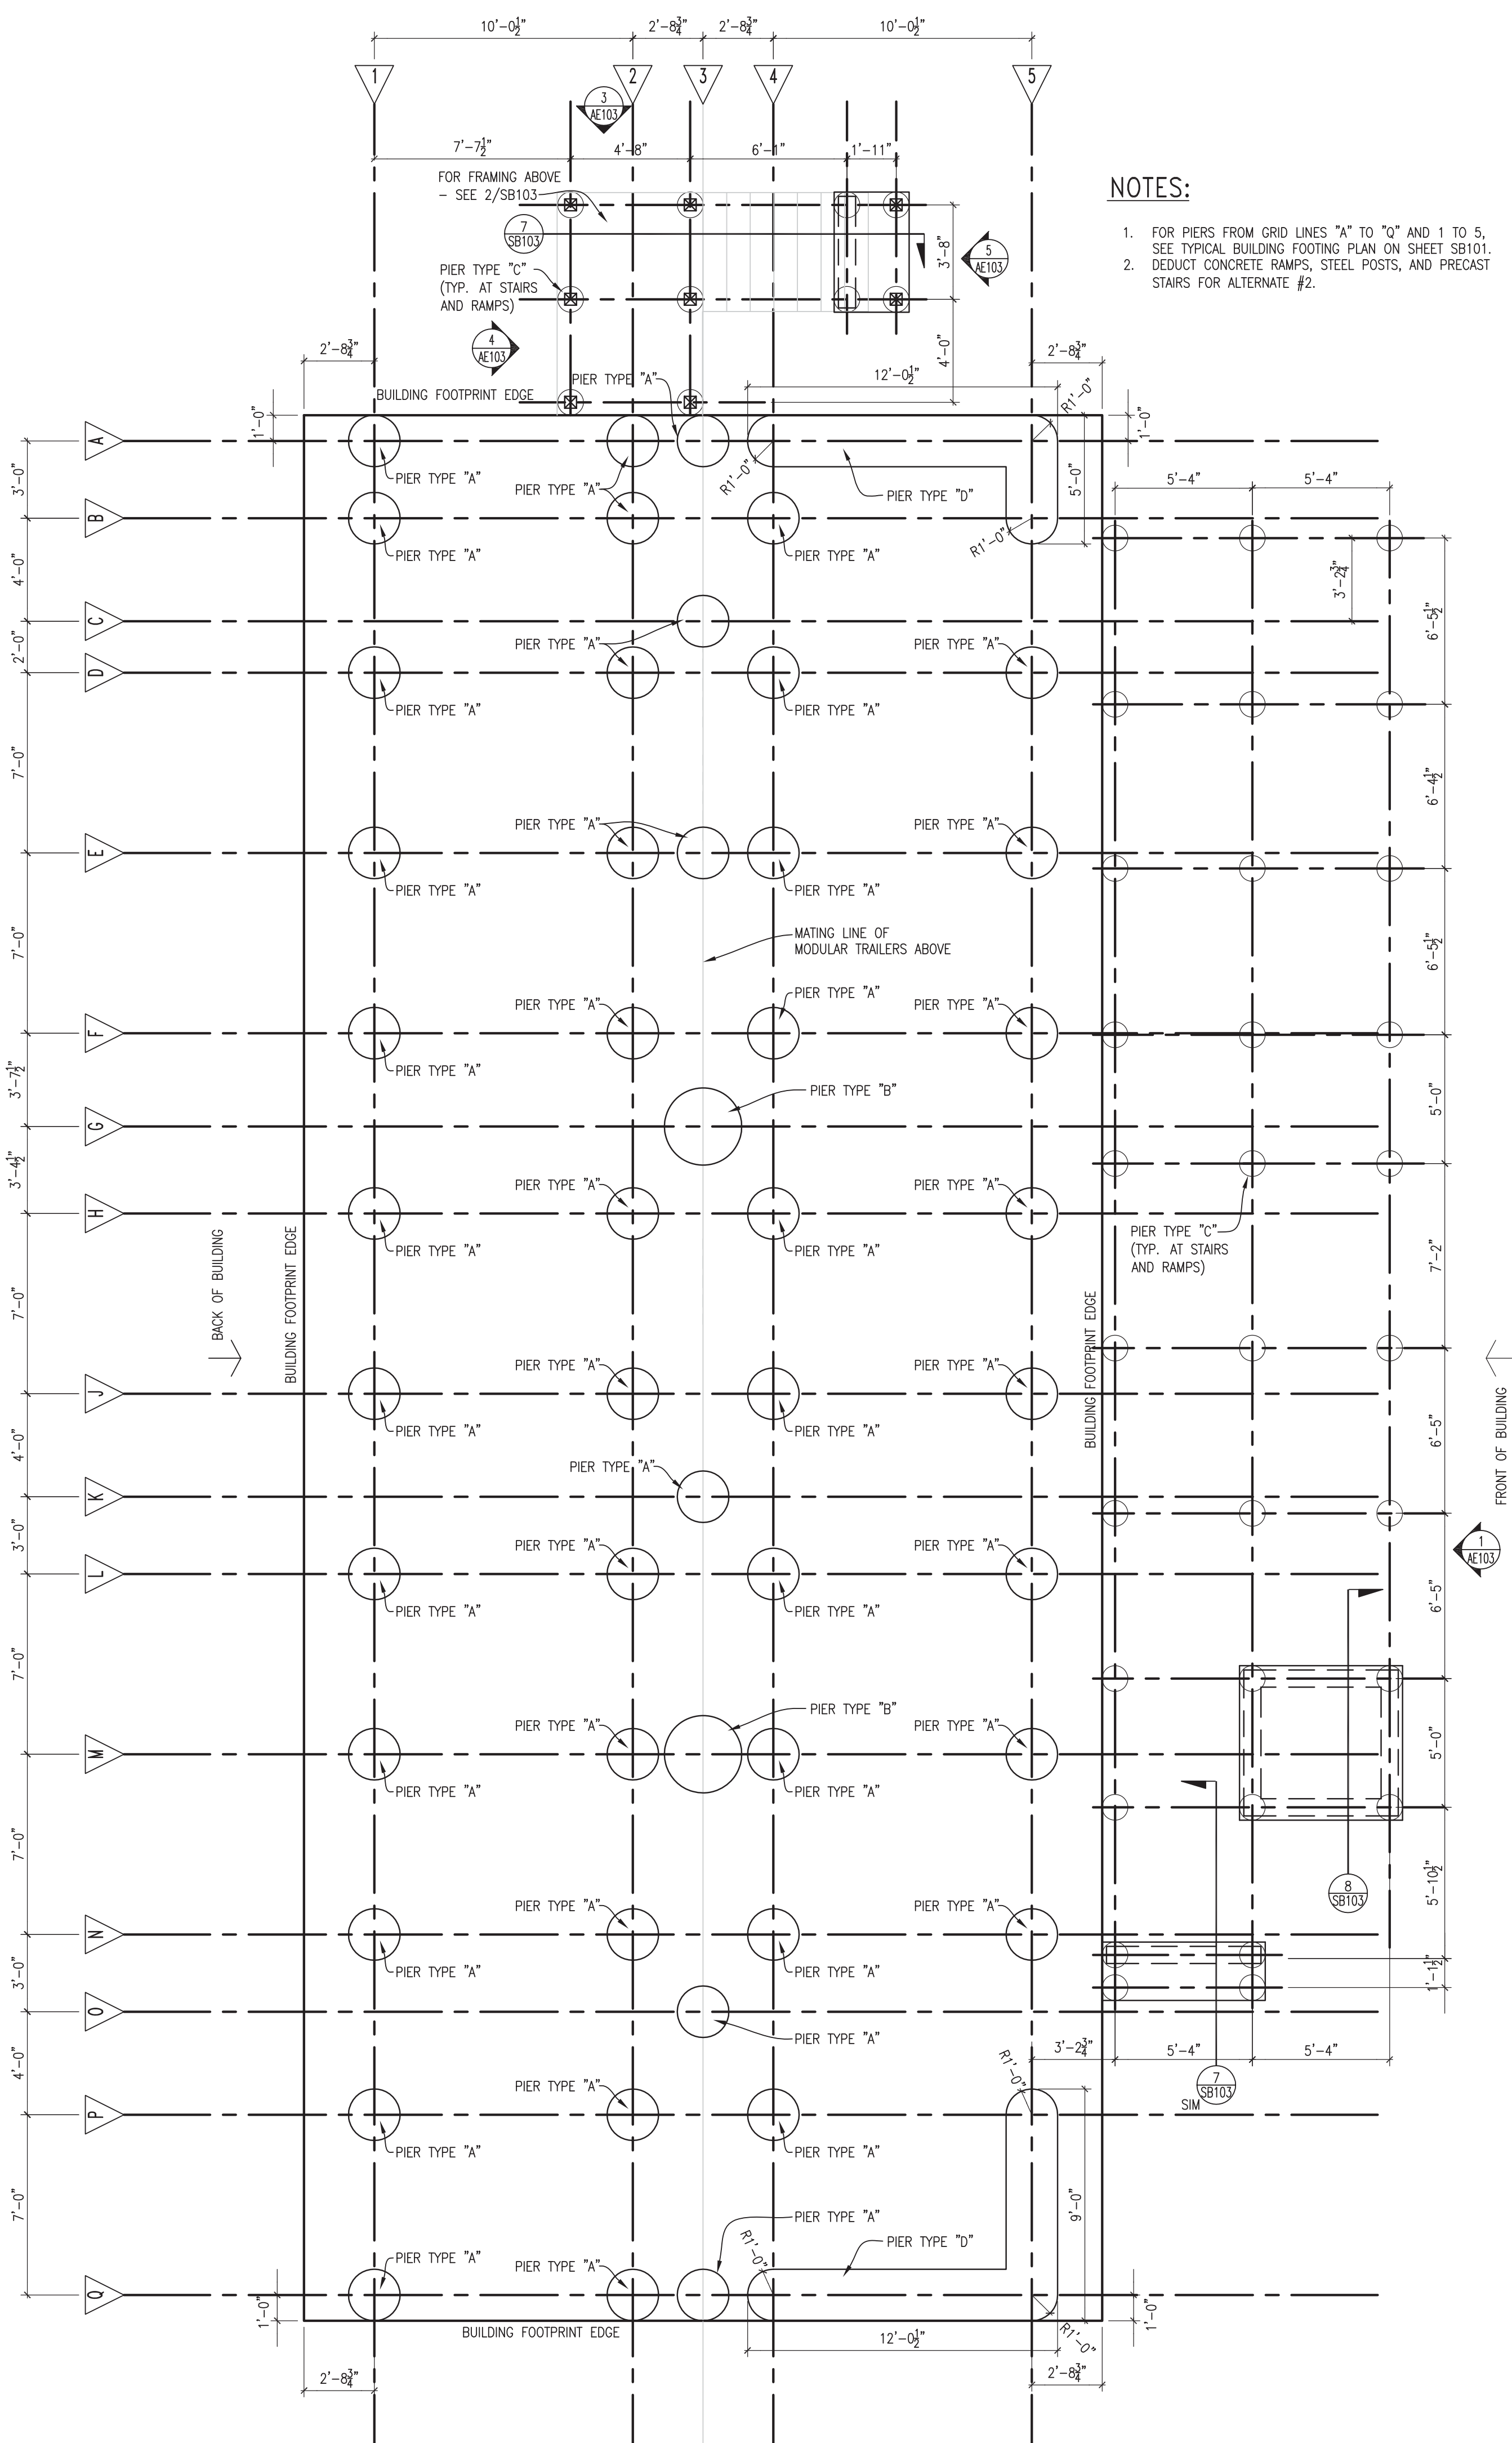 10'-0½"
2'-8¾"
2'-8¾"
10'-0½"
1
2
3
4
5
3
AE103
7'-7½"
4'-8"
6'-1"
1'-11"
FOR FRAMING ABOVE
- SEE 2/SB103
7
SB103
3'-8"
5
AE103
PIER TYPE "C"
(TYP. AT STAIRS
AND RAMPS)
4
AE103
4'-0"
NOTES:
1. FOR PIERS FROM GRID LINES "A" TO "Q" AND 1 TO 5,
SEE TYPICAL BUILDING FOOTING PLAN ON SHEET SB101.
2. DEDUCT CONCRETE RAMPS, STEEL POSTS, AND PRECAST
STAIRS FOR ALTERNATE #2.
2'-8¾"
2'-8¾"
PIER TYPE "A"
12'-0½"
BUILDING FOOTPRINT EDGE
R1'-0"
1'-0"
1'-0"
A
3'-0"
PIER TYPE "A"
PIER TYPE "A"
R1'-0"
PIER TYPE "D"
5'-0"
5'-4"
5'-4"
B
PIER TYPE "A"
PIER TYPE "A"
R1'-0"
4'-0"
3'-2¾"
6'-5½"
C
2'-0"
PIER TYPE "A"
PIER TYPE "A"
D
PIER TYPE "A"
PIER TYPE "A"
7'-0"
6'-4½"
PIER TYPE "A"
PIER TYPE "A"
E
PIER TYPE "A"
PIER TYPE "A"
7'-0"
MATING LINE OF
MODULAR TRAILERS ABOVE
6'-5½"
PIER TYPE "A"
PIER TYPE "A"
PIER TYPE "A"
F
PIER TYPE "A"
3'-7½"
PIER TYPE "B"
5'-0"
G
3'-4½"
PIER TYPE "A"
PIER TYPE "A"
H
PIER TYPE "A"
PIER TYPE "A"
PIER TYPE "C"
(TYP. AT STAIRS
AND RAMPS)
7'-2"
BACK OF BUILDING
BUILDING FOOTPRINT EDGE
7'-0"
BUILDING FOOTPRINT EDGE
FRONT OF BUILDING
PIER TYPE "A"
PIER TYPE "A"
J
PIER TYPE "A"
PIER TYPE "A"
4'-0"
6'-5"
PIER TYPE "A"
K
3'-0"
1
AE103
PIER TYPE "A"
PIER TYPE "A"
L
PIER TYPE "A"
PIER TYPE "A"
6'-5"
7'-0"
PIER TYPE "B"
PIER TYPE "A"
PIER TYPE "A"
M
PIER TYPE "A"
PIER TYPE "A"
5'-0"
7'-0"
8
SB103
5'-10½"
PIER TYPE "A"
PIER TYPE "A"
N
PIER TYPE "A"
PIER TYPE "A"
3'-0"
1'-1½"
O
PIER TYPE "A"
4'-0"
3'-2¾"
5'-4"
5'-4"
R1'-0"
7
SB103
SIM
PIER TYPE "A"
P
PIER TYPE "A"
PIER TYPE "A"
7'-0"
9'-0"
PIER TYPE "A"
R1'-0"
PIER TYPE "D"
PIER TYPE "A"
PIER TYPE "A"
Q
1'-0"
1'-0"
BUILDING FOOTPRINT EDGE
12'-0½"
R1'-0"
2'-8¾"
2'-8¾"